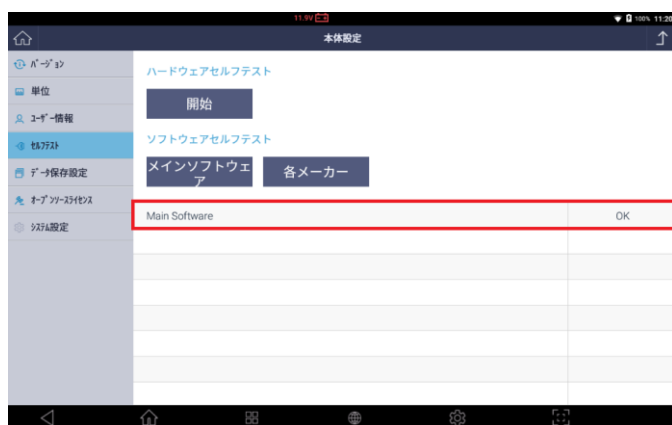 11.9V
100% 11:20
本体設定
ﾊﾞｰｼﾞｮﾝ
単位
ﾕｰｻﾞｰ情報
ｾﾙﾌﾃｽﾄ
ﾃﾞｰﾀ保存設定
ｵｰﾌﾟﾝｿｰｽﾗｲｾﾝｽ
ｼｽﾃﾑ設定
ハードウェアセルフテスト
開始
ソフトウェアセルフテスト
メインソフトウェ
ア
各メーカー
Main Software OK